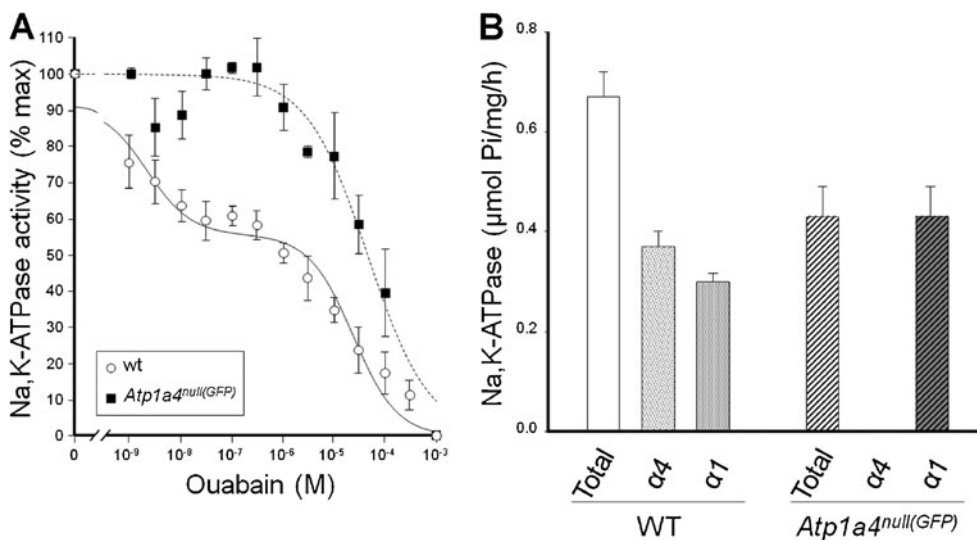 A
Na,K-ATPase activity (% max)
110
100
90
80
70
60
50
40
30
20
10
0
wt
Atp1a4null(GFP)
0
10-9
10-8
10-7
10-6
10-5
10-4
10-3
Ouabain (M)
B
Na,K-ATPase (μmol Pi/mg/h)
0.8
0.6
0.4
0.2
0.0
Total
α4
α1
Total
α4
α1
WT
Atp1a4null(GFP)